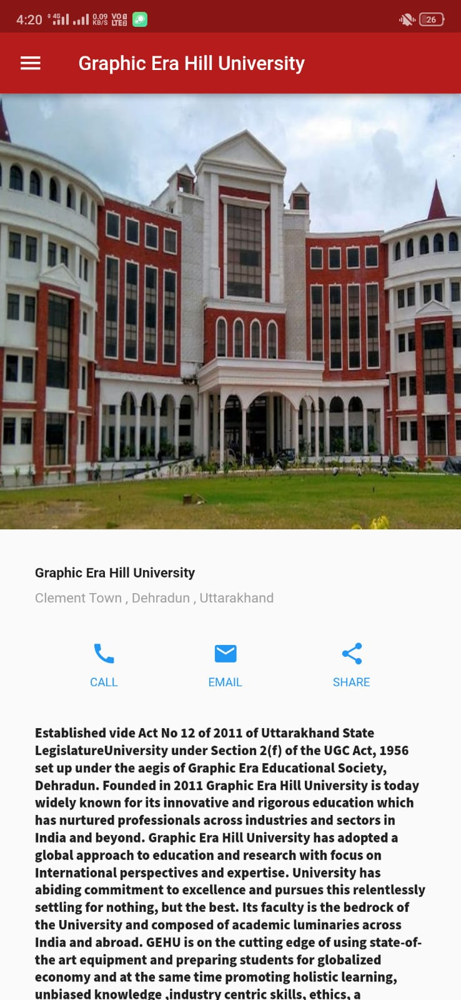 4:20 4G 0.09 KB/S VO 1 LTE 2 26
Graphic Era Hill University
Graphic Era Hill University
Clement Town , Dehradun , Uttarakhand
CALL EMAIL SHARE
Established vide Act No 12 of 2011 of Uttarakhand State
LegislatureUniversity under Section 2(f) of the UGC Act, 1956
set up under the aegis of Graphic Era Educational Society,
Dehradun. Founded in 2011 Graphic Era Hill University is today
widely known for its innovative and rigorous education which
has nurtured professionals across industries and sectors in
India and beyond. Graphic Era Hill University has adopted a
global approach to education and research with focus on
International perspectives and expertise. University has
abiding commitment to excellence and pursues this relentlessly
settling for nothing, but the best. Its faculty is the bedrock of
the University and composed of academic luminaries across
India and abroad. GEHU is on the cutting edge of using state-of-
the art equipment and preparing students for globalized
economy and at the same time promoting holistic learning,
unbiased knowledge ,industry centric skills, ethics, a